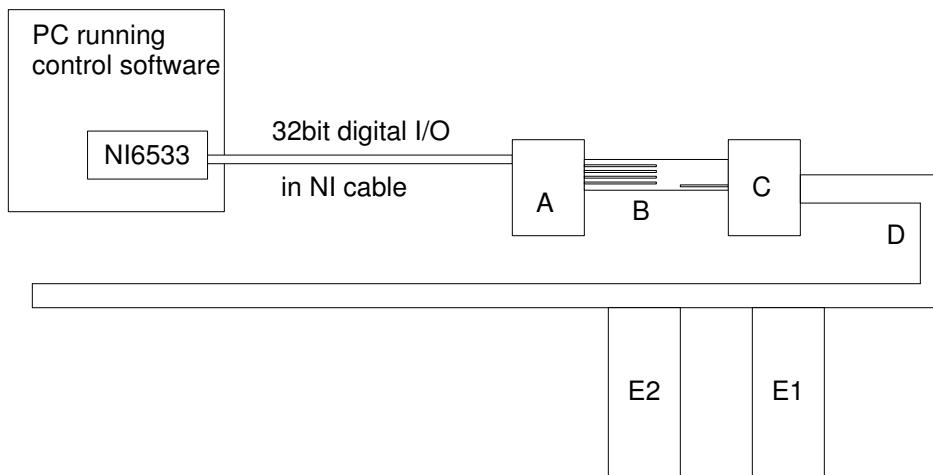 PC running
control software
NI6533
32bit digital I/O
in NI cable
A
B
C
D
E2
E1